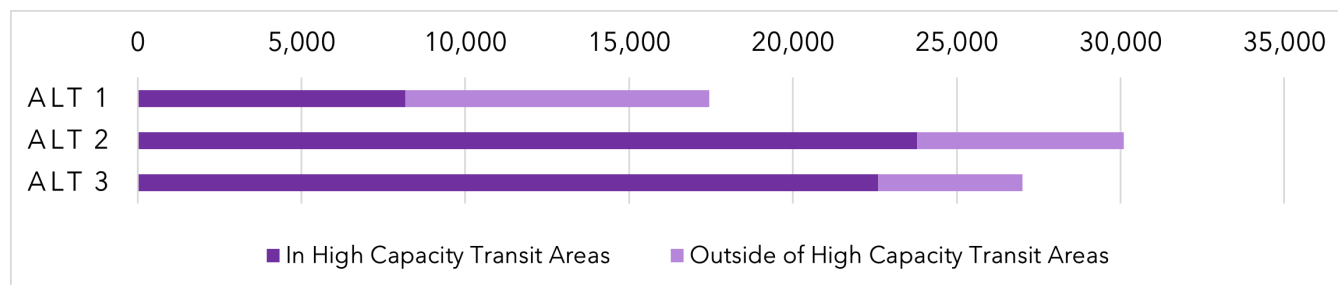 0 5,000 10,000 15,000 20,000 25,000 30,000 35,000
ALT 1
ALT 2
ALT 3
In High Capacity Transit Areas Outside of High Capacity Transit Areas